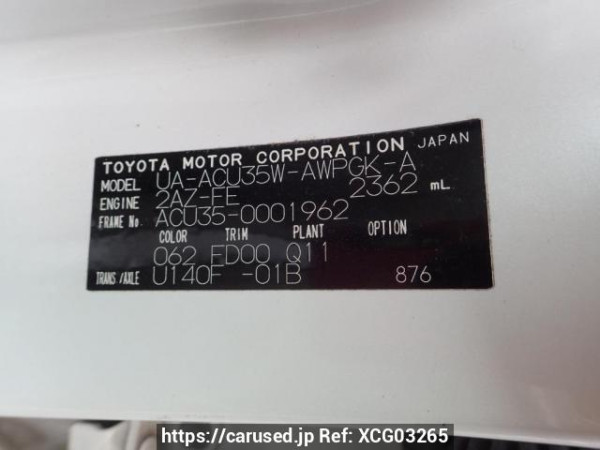 TOYOTA MOTOR CORPORATION JAPAN
MODEL UA-ACU35W-AWPGK-A
ENGINE 2AZ-FE 2362 mL
FRAME No. ACU35-0001962
COLOR TRIM PLANT OPTION
062 FD00 Q11
TRANS/AXLE U140F -01B 876
https://carused.jp Ref: XCG03265